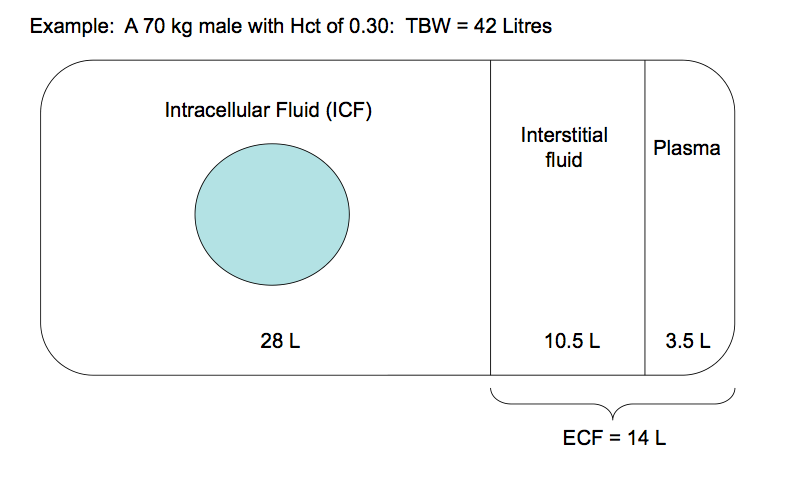 Example:  A 70 kg male with Hct of 0.30:  TBW = 42 Litres
Intracellular Fluid (ICF)
Interstitial
fluid
Plasma
28 L
10.5 L
3.5 L
ECF = 14 L